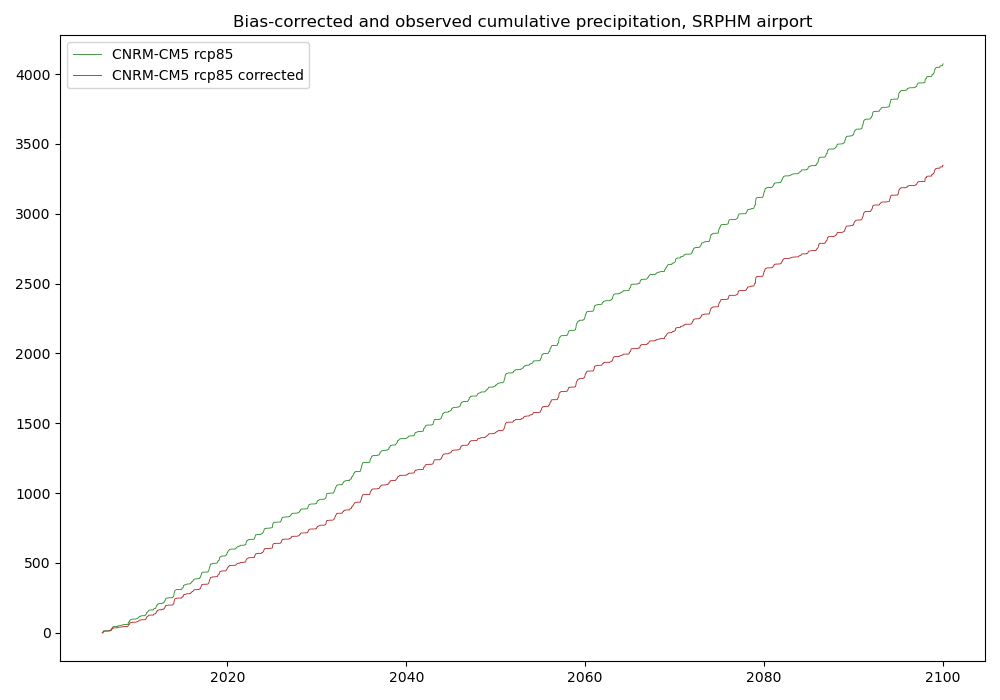 Bias-corrected and observed cumulative precipitation, SRPHM airport
CNRM-CM5 rcp85
CNRM-CM5 rcp85 corrected
4000
3500
3000
2500
2000
1500
1000
500
0
2020 2040 2060 2080 2100